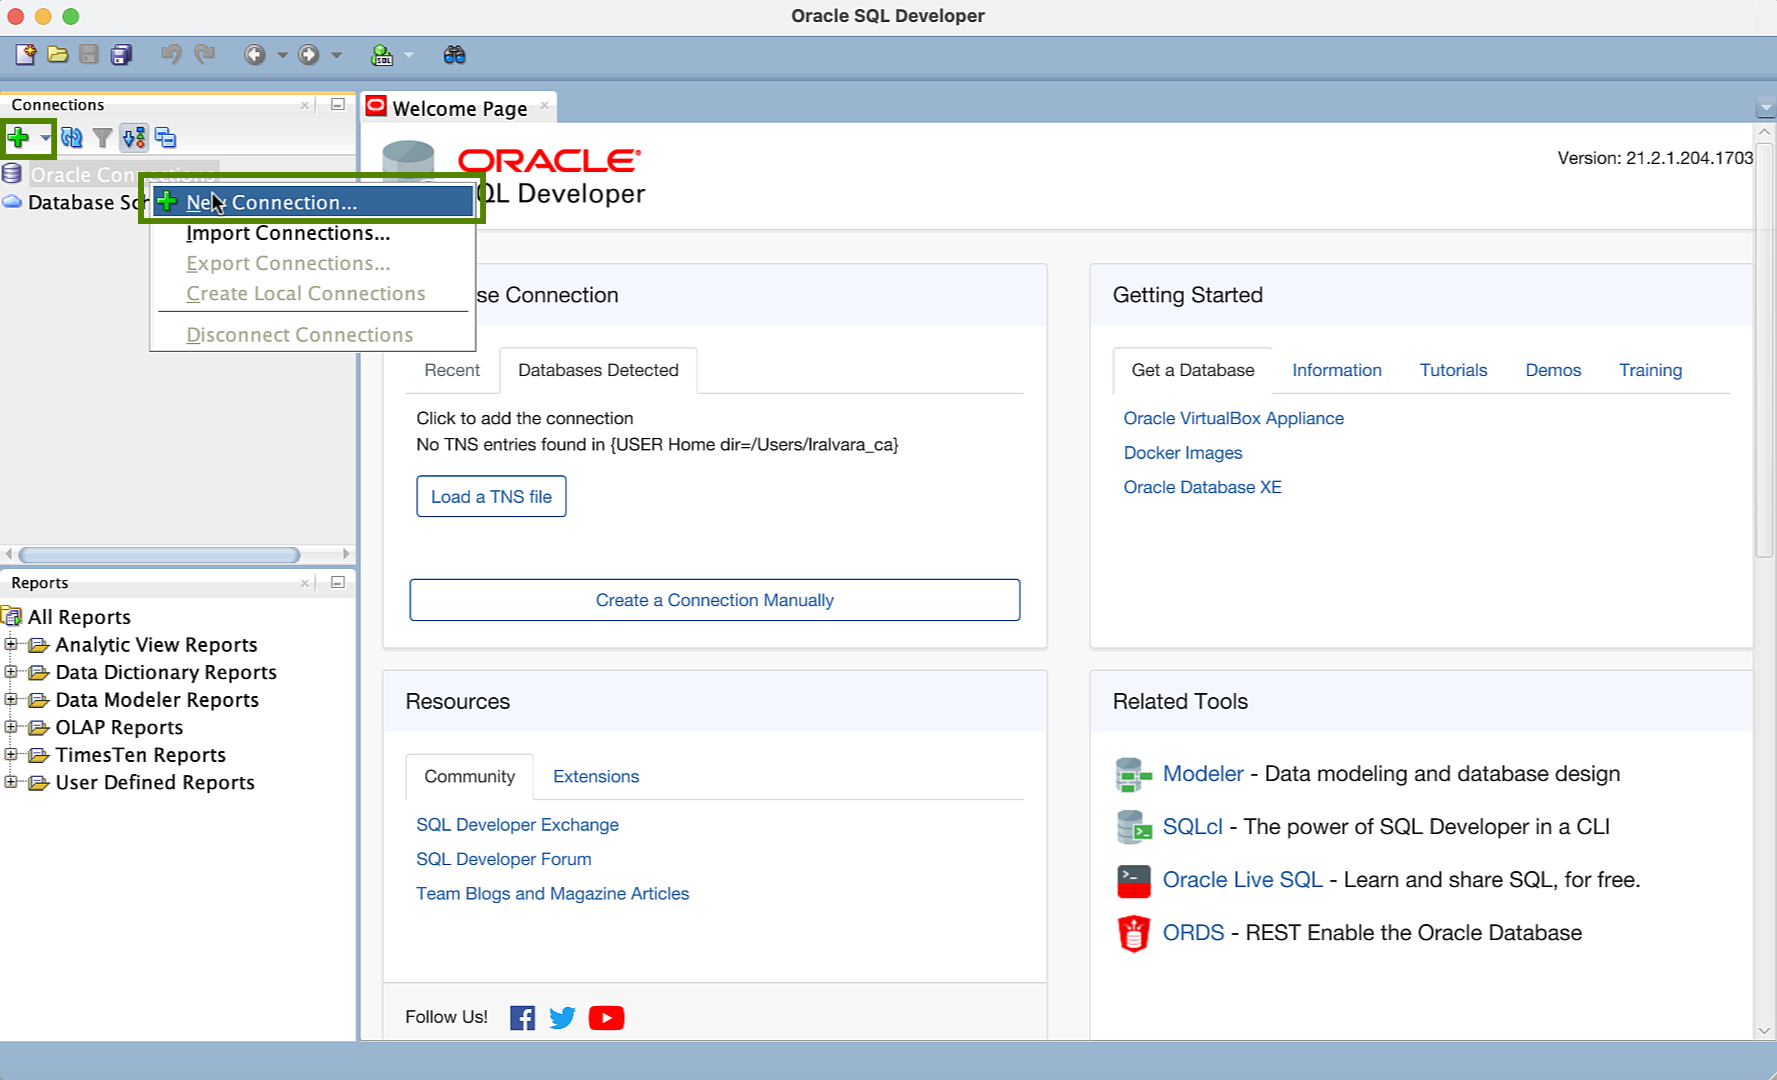 Oracle SQL Developer
SQL
Connections
Welcome Page
Oracle Connections
Database Sch
New Connection...
Import Connections...
Export Connections...
Create Local Connections
Disconnect Connections
ORACLE
QL Developer
Version: 21.2.1.204.1703
se Connection
Recent
Databases Detected
Click to add the connection
No TNS entries found in {USER Home dir=/Users/lralvara_ca}
Load a TNS file
Create a Connection Manually
Getting Started
Get a Database
Information
Tutorials
Demos
Training
Oracle VirtualBox Appliance
Docker Images
Oracle Database XE
Reports
All Reports
Analytic View Reports
Data Dictionary Reports
Data Modeler Reports
OLAP Reports
TimesTen Reports
User Defined Reports
Resources
Community
Extensions
SQL Developer Exchange
SQL Developer Forum
Team Blogs and Magazine Articles
Follow Us!
Related Tools
Modeler - Data modeling and database design
SQLcl - The power of SQL Developer in a CLI
Oracle Live SQL - Learn and share SQL, for free.
ORDS - REST Enable the Oracle Database